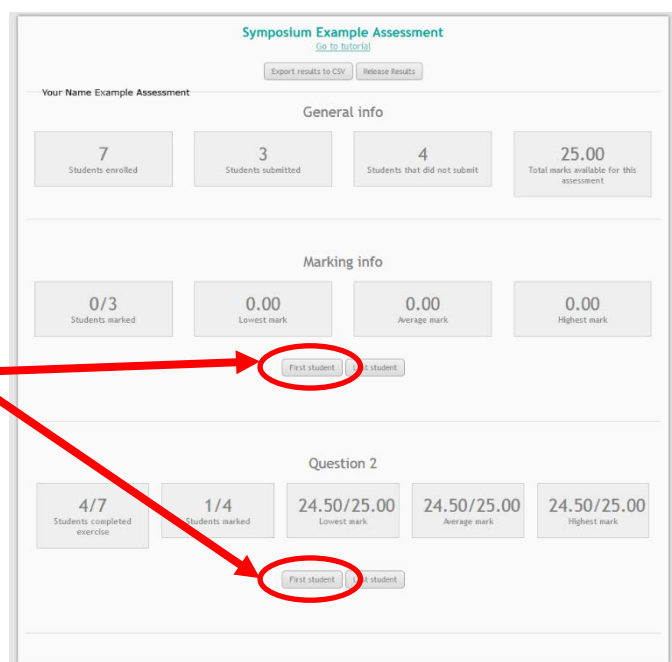 Symposium Example Assessment
Go to tutorial
Export results to CSV Release Results
Your Name Example Assessment
General info
7 3 4 25.00
Students enrolled Students submitted Students that did not submit Total marks available for this
assessment
Marking info
0/3 0.00 0.00 0.00
Students marked Lowest mark Average mark Highest mark
First student student
Question 2
4/7 1/4 24.50/25.00 24.50/25.00 24.50/25.00
Students completed Students marked Lowest mark Average mark Highest mark
exercise
First student student